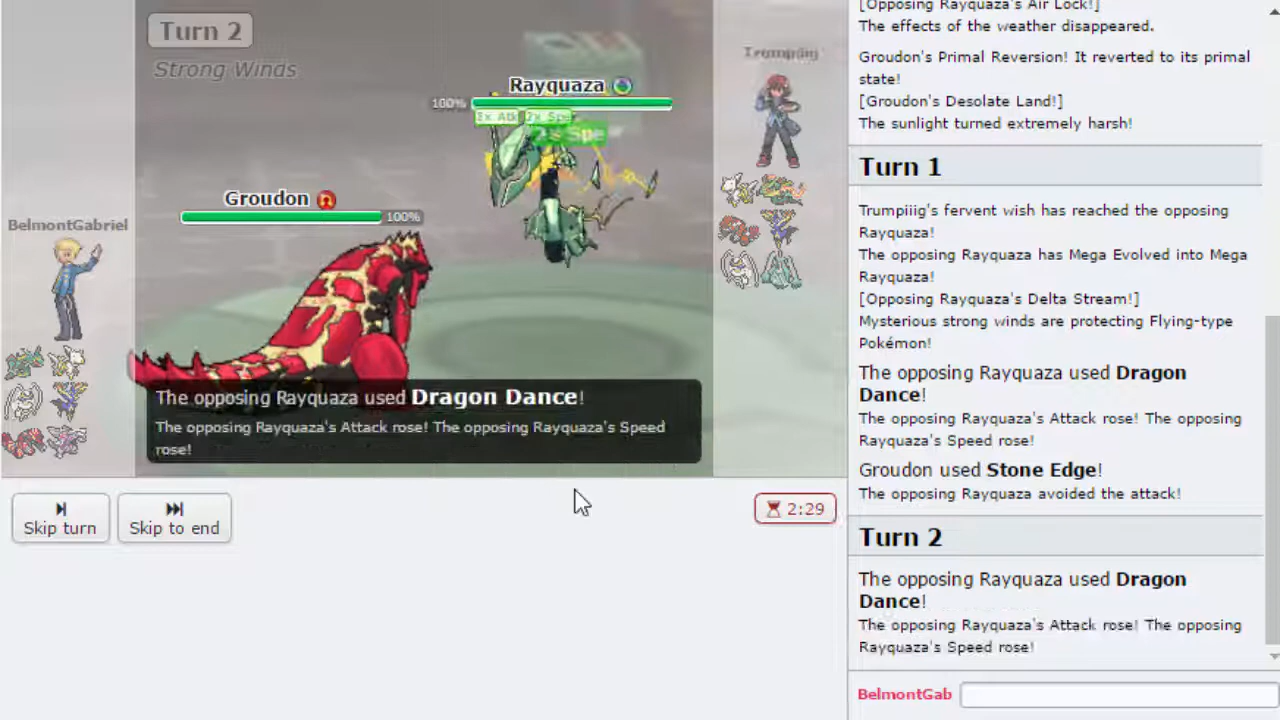 Turn 2
Strong Winds
Rayquaza
100%
2x Spe
Groudon
100%
BelmontGabriel
Trumpiiig
The opposing Rayquaza used Dragon Dance!
The opposing Rayquaza's Attack rose! The opposing Rayquaza's Speed
rose!
Skip turn
Skip to end
2:29
[Opposing Rayquaza's Air Lock!]
The effects of the weather disappeared.
Groudon's Primal Reversion! It reverted to its primal
state!
[Groudon's Desolate Land!]
The sunlight turned extremely harsh!
Turn 1
Trumpiiig's fervent wish has reached the opposing
Rayquaza!
The opposing Rayquaza has Mega Evolved into Mega
Rayquaza!
[Opposing Rayquaza's Delta Stream!]
Mysterious strong winds are protecting Flying-type
Pokémon!
The opposing Rayquaza used Dragon
Dance!
The opposing Rayquaza's Attack rose! The opposing
Rayquaza's Speed rose!
Groudon used Stone Edge!
The opposing Rayquaza avoided the attack!
Turn 2
The opposing Rayquaza used Dragon
Dance!
The opposing Rayquaza's Attack rose! The opposing
Rayquaza's Speed rose!
BelmontGab